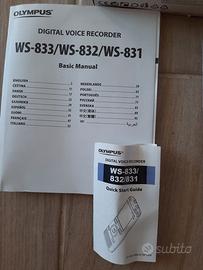 OLYMPUS
DIGITAL VOICE RECORDER
WS-833/WS-832/WS-831
Basic Manual
ENGLISH
ČEŠTINA
DANSK
DEUTSCH
ΕΛΛΗΝΙΚΑ
ESPAÑOL
SUOMI
FRANÇAIS
ITALIANO
NEDERLANDS
POLSKI
PORTUGUÊS
РУССКИЙ
SVENSKA
OLYMPUS
DIGITAL VOICE RECORDER
WS-833/
832/831
Quick Start Guide
subito